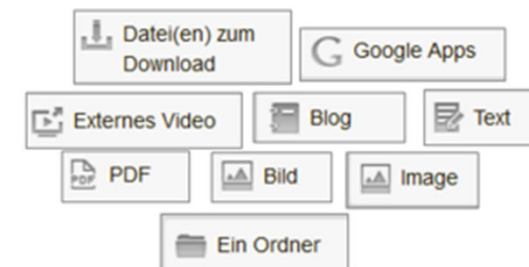 Datei(en) zum
Download
Google Apps
Externes Video
Blog
Text
PDF
Bild
Image
Ein Ordner